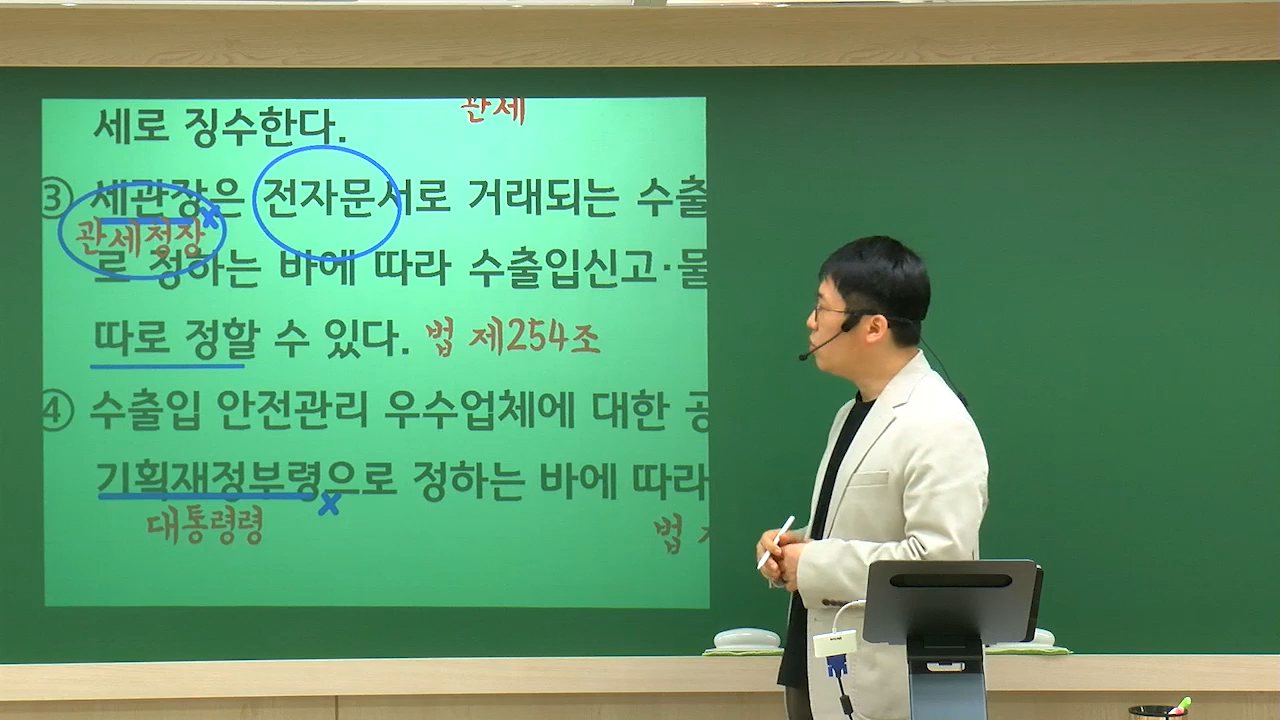 관세
세로 징수한다.
③ 세관장은 전자문서로 거래되는 수출
관세청장
로 정하는 바에 따라 수출입신고·물
따로 정할 수 있다. 법 제254조
④ 수출입 안전관리 우수업체에 대한 공
기획재정부령으로 정하는 바에 따라
대통령령
법